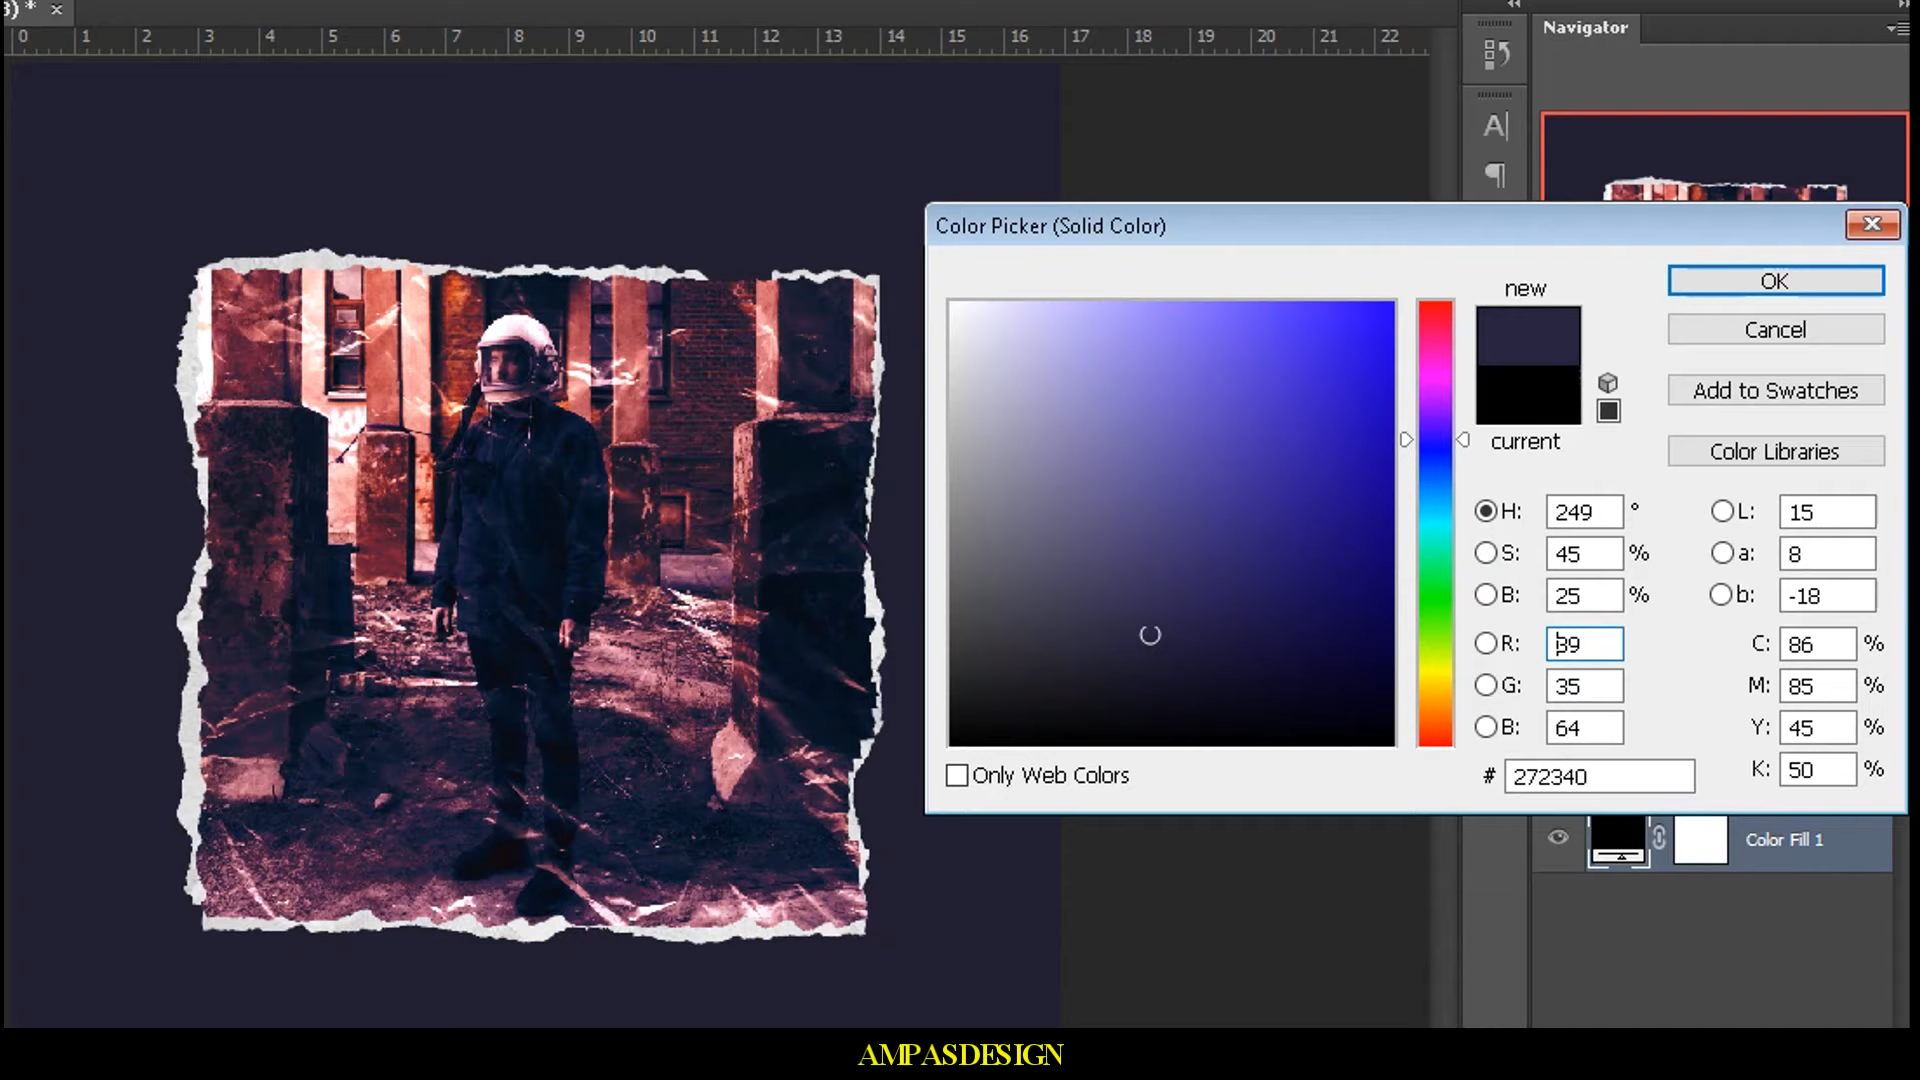 3) * ×
0 1 2 3 4 5 6 7 8 9 10 11 12 13 14 15 16 17 18 19 20 21 22
Navigator
A|
¶
Color Picker (Solid Color)
new
current
OK
Cancel
Add to Swatches
Color Libraries
H: 249 °
S: 45 %
B: 25 %
R: 39
G: 35
B: 64
# 272340
L: 15
a: 8
b: -18
C: 86 %
M: 85 %
Y: 45 %
K: 50 %
Only Web Colors
Color Fill 1
AMPASDESIGN